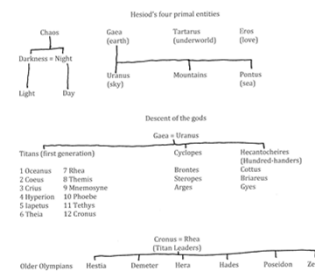 Hesiod's four primal entities
Chaos Gaea Tartarus Eros
(earth) (underworld) (love)
Darkness = Night
Uranus Mountains Pontus
(sky) (sea)
Light Day
Descent of the gods
Gaea = Uranus
Titans (first generation) Cyclopes Hecantocheires
(Hundred-handers)
1 Oceanus 7 Rhea Brontes Cottus
2 Coeus 8 Themis Steropes Briareus
3 Crius 9 Mnemosyne Arges Gyes
4 Hyperion 10 Phoebe
5 Iapetus 11 Tethys
6 Theia 12 Cronus
Cronus = Rhea
(Titan Leaders)
Older Olympians Hestia Demeter Hera Hades Poseidon Ze